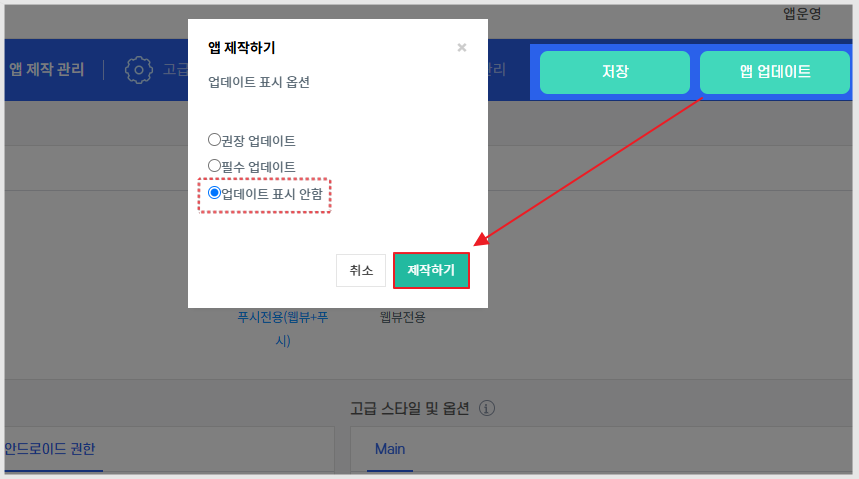 앱운영
앱 제작 관리
고급
관리
저장
앱 업데이트
앱 제작하기
×
업데이트 표시 옵션
권장 업데이트
필수 업데이트
업데이트 표시 안함
취소
제작하기
푸시전용(웹뷰+푸
시)
웹뷰전용
고급 스타일 및 옵션
안드로이드 권한
Main